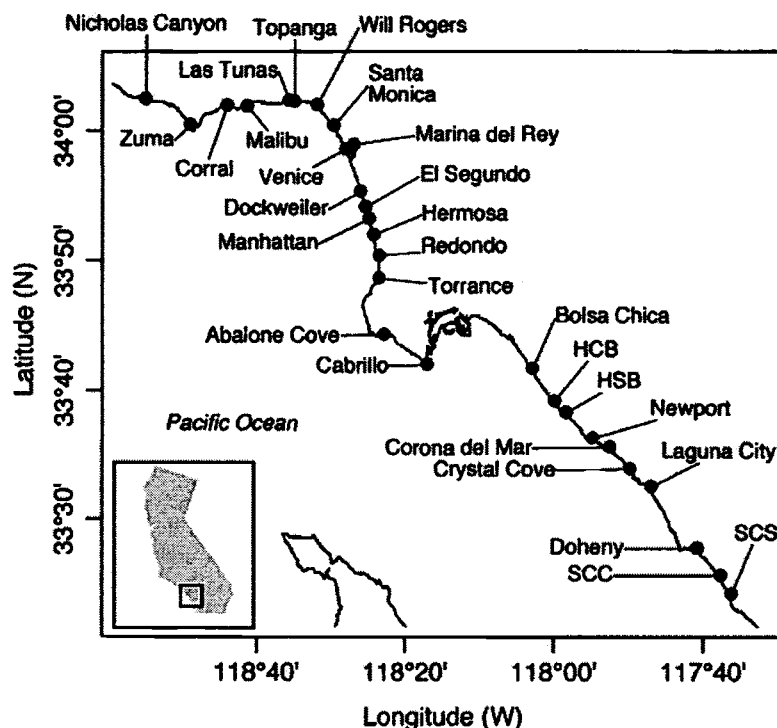 Nicholas Canyon
Topanga
Will Rogers
Las Tunas
Santa
Monica
Zuma
Corral
Malibu
Marina del Rey
Venice
El Segundo
Dockweiler
Hermosa
Manhattan
Redondo
Torrance
Abalone Cove
Bolsa Chica
Cabrillo
HCB
HSB
Newport
Pacific Ocean
Corona del Mar
Laguna City
Crystal Cove
Doheny
SCS
SCC
34°00'
33°50'
33°40'
33°30'
Latitude (N)
118°40' 118°20' 118°00' 117°40'
Longitude (W)